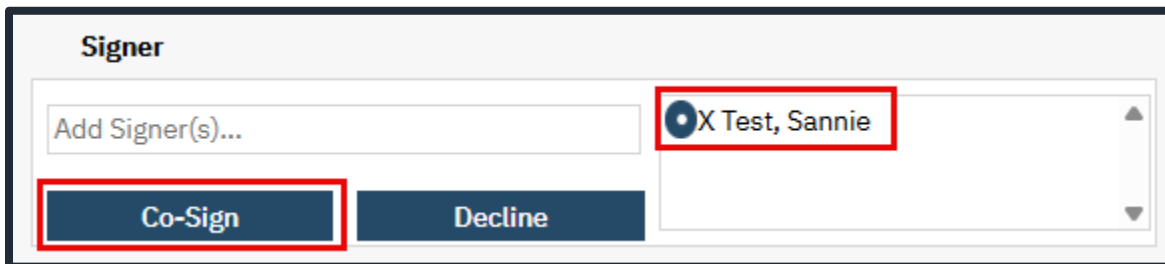 Signer
Add Signer(s)...
X Test, Sannie
Co-Sign
Decline